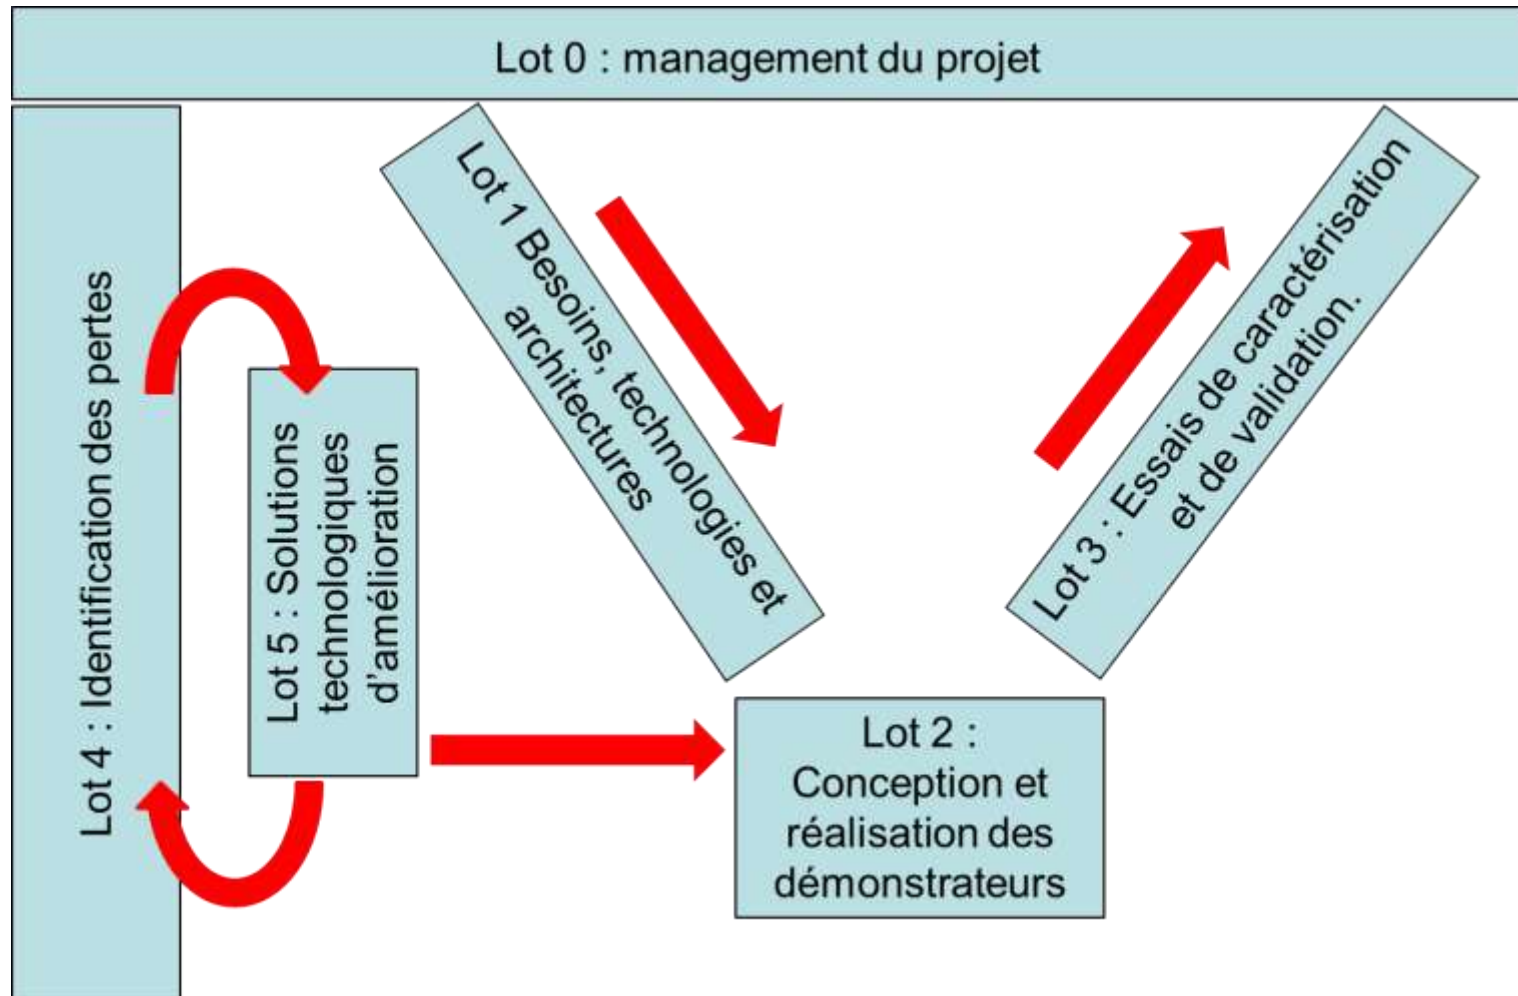 Lot 0 : management du projet
Lot 4 : Identification des pertes
Lot 5 : Solutions
technologiques
d’amélioration
Lot 1 Besoins, technologies et
architectures
Lot 2 :
Conception et
réalisation des
démonstrateurs
Lot 3 : Essais de caractérisation
et de validation.